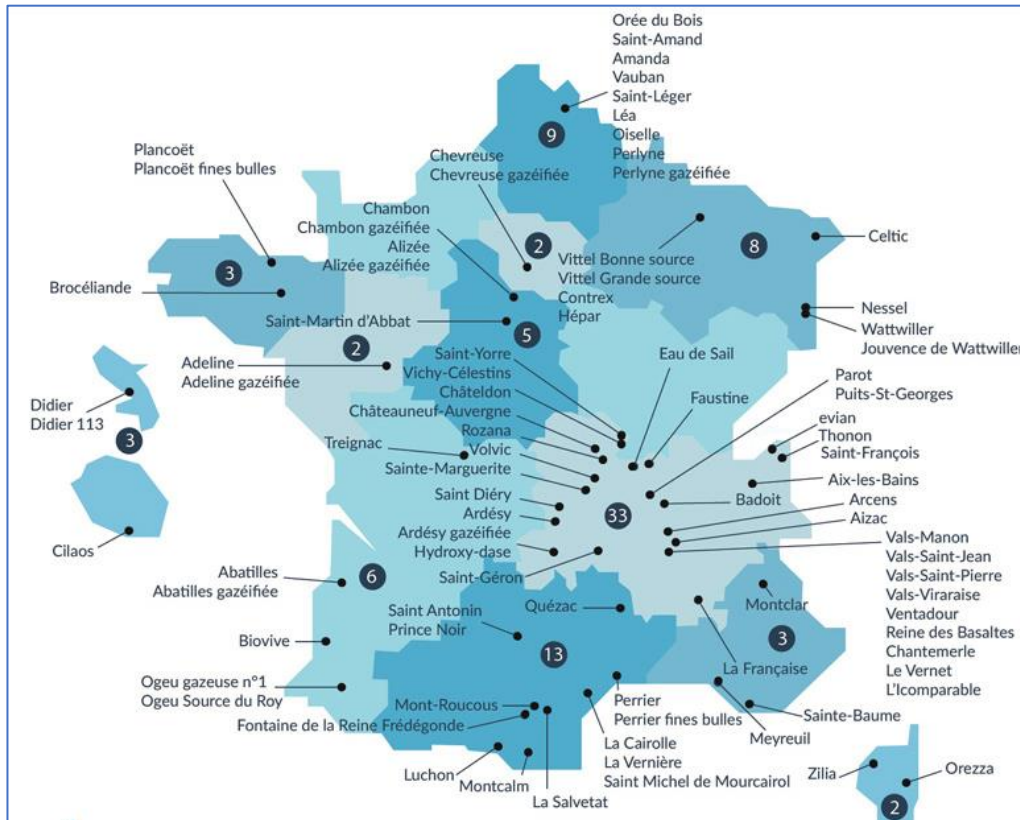 Orée du Bois
Saint-Amand
Amanda
Vauban
Saint-Léger
Léa
Oiselle
Perlyne
Perlyne gazéifiée
9
Plancoët
Plancoët fines bulles
Chevreuse
Chevreuse gazéifiée
Chambon
Chambon gazéifiée
Alizée
Alizée gazéifiée
2
8
Celtic
3
Brocéliande
Vittel Bonne source
Vittel Grande source
Contrex
Hépar
Nessel
Wattwiller
Jouvence de Wattwiller
Saint-Martin d'Abbat
5
2
Adeline
Adeline gazéifiée
Didier
Didier 113
3
Cilaos
Saint-Yorre
Vichy-Célestins
Châteldon
Châteauneuf-Auvergne
Rozana
Volvic
Sainte-Marguerite
Treignac
Eau de Sail
Faustine
Parot
Puits-St-Georges
evian
Thonon
Saint-François
Aix-les-Bains
Badoit
Arcens
Aizac
Saint Diéry
Ardésy
Ardésy gazéifiée
Hydroxy-dase
Saint-Géron
33
Vals-Manon
Vals-Saint-Jean
Vals-Saint-Pierre
Vals-Viraraise
Ventadour
Reine des Basaltes
Chantemerle
Le Vernet
L'Icomparable
Abatilles
Abatilles gazéifiée
6
Biovive
Ogeu gazeuse n°1
Ogeu Source du Roy
Saint Antonin
Prince Noir
Quézac
13
Montclar
3
La Française
Mont-Roucous
Fontaine de la Reine Frédégonde
Luchon
Montcalm
La Salvetat
Perrier
Perrier fines bulles
La Cairolle
La Vernière
Saint Michel de Mourcairol
Sainte-Baume
Meyreuil
Zilia
Orezza
2